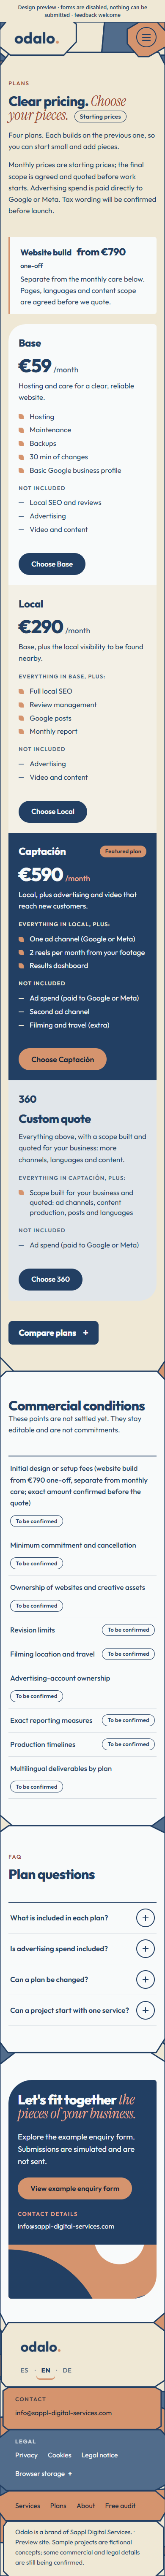 Design preview · forms are disabled, without
submitting · feedback welcome
odalo.
PLANS
Clear pricing. Choose
your pieces. Starting prices
Four plans. Each builds on the previous one, so
you can start small and add pieces.
Monthly prices are starting prices; the final
scope is agreed and quoted before work
starts. Advertising spend is paid directly to
Google or Meta. Tax wording will be confirmed
before launch.
Website build from €790
one-off
Separate from the monthly care below.
Pages, languages and content scope
are agreed before we quote.
Base
€59 /month
Hosting and care for a clear, reliable
website.
Hosting
Maintenance
Backups
30 min of changes
Basic Google business profile
NOT INCLUDED
— Local SEO and reviews
— Advertising
— Video and content
Choose Base
Local
€290 /month
Base, plus the local visibility to be found
nearby.
EVERYTHING IN BASE, PLUS:
Full local SEO
Review management
Google posts
Monthly report
NOT INCLUDED
— Advertising
— Video and content
Choose Local
Captación Featured plan
€590 /month
Local, plus advertising and video that
reach new customers.
EVERYTHING IN LOCAL, PLUS:
One ad channel (Google or Meta)
2 reels per month from your footage
Results dashboard
NOT INCLUDED
— Ad spend (paid to Google or Meta)
— Second ad channel
— Filming and travel (extra)
Choose Captación
360
Custom quote
Everything above, with a scope built and
quoted for your business: more
channels, languages and content.
EVERYTHING IN CAPTACIÓN, PLUS:
Scope built for your business and
quoted: ad channels, content
production, posts and languages
NOT INCLUDED
— Ad spend (paid to Google or Meta)
Choose 360
Compare plans +
Commercial conditions
These points are not settled yet. They stay
editable and are not commitments.
Initial design or setup fees (website build
from €790 one-off, separate from monthly
care; exact amount confirmed before the
quote)
To be confirmed
Minimum commitment and cancellation
To be confirmed
Ownership of websites and creative assets
To be confirmed
Revision limits To be confirmed
Filming location and travel To be confirmed
Advertising-account ownership
To be confirmed
Exact reporting measures To be confirmed
Production timelines To be confirmed
Multilingual deliverables by plan
To be confirmed
FAQ
Plan questions
What is included in each plan? +
Is advertising spend included? +
Can a plan be changed? +
Can a project start with one service? +
Let's fit together the
pieces of your business.
Explore the example enquiry form.
Submissions are simulated and are
not sent.
View example enquiry form
CONTACT DETAILS
info@sappl-digital-services.com
odalo.
ES · EN · DE
CONTACT
info@sappl-digital-services.com
LEGAL
Privacy Cookies Legal notice
Browser storage +
Services Plans About Free audit
Odalo is a brand of Sappl Digital Services. ·
Preview site. Sample projects are fictional
concepts; some commercial and legal details
are still being confirmed.